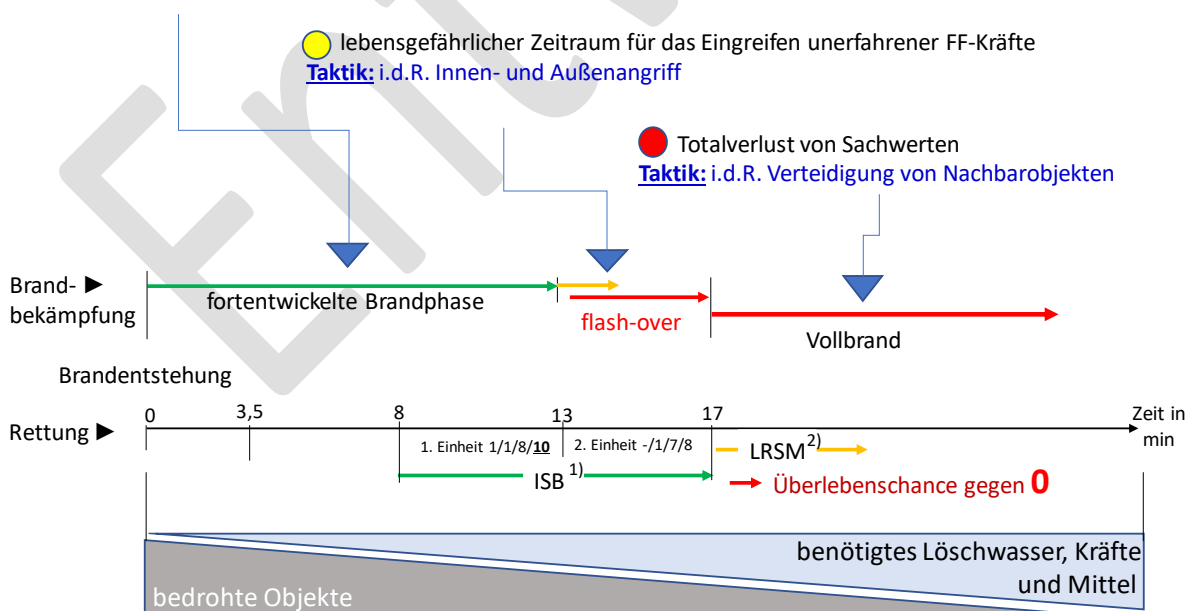 lebensgefährlicher Zeitraum für das Eingreifen unerfahrener FF-Kräfte
Taktik: i.d.R. Innen- und Außenangriff
Totalverlust von Sachwerten
Taktik: i.d.R. Verteidigung von Nachbarobjekten
Brand- ►
bekämpfung
fortentwickelte Brandphase
flash-over
Vollbrand
Brandentstehung
Rettung ►
0 3,5 8 13 17 Zeit in
min
1. Einheit 1/1/8/10 2. Einheit -/1/7/8
ISB 1)
LRSM 2)
Überlebenschance gegen 0
benötigtes Löschwasser, Kräfte
und Mittel
bedrohte Objekte
Ent